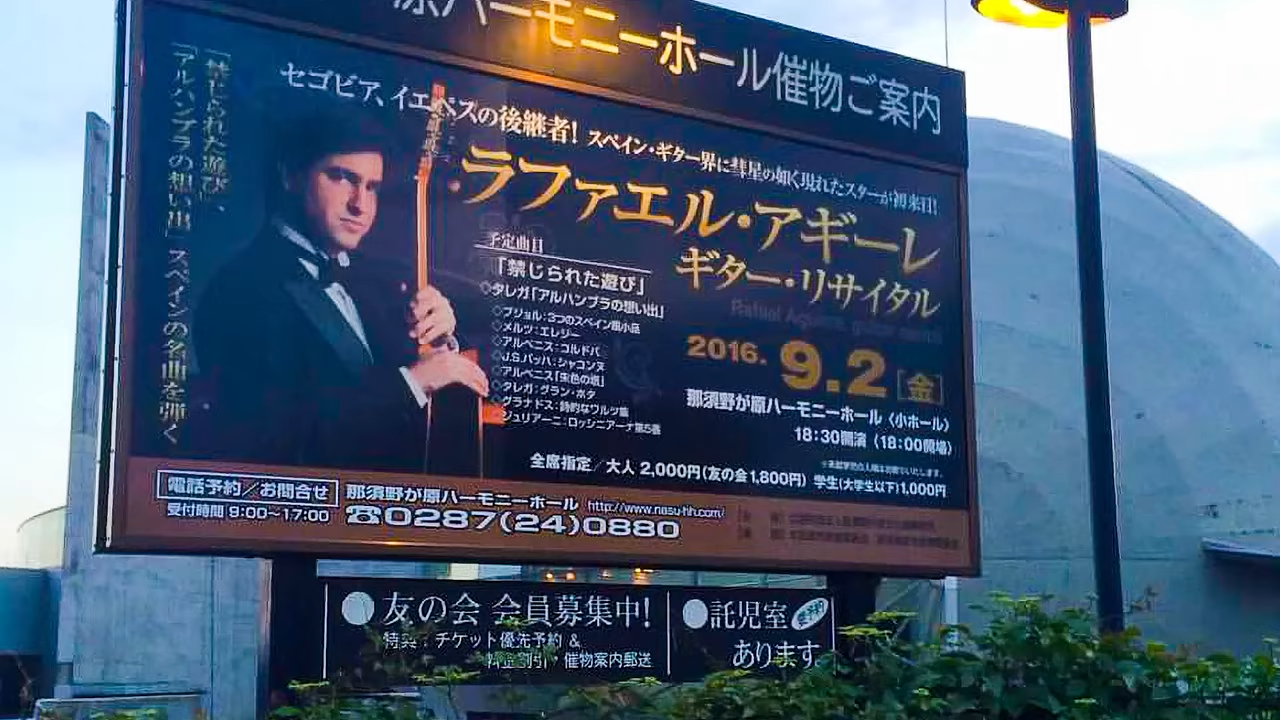 原ハーモニーホール催物ご案内
「禁じられた遊び」、
「アルハンブラの想い出」スペインの名曲を弾く
セゴビア、イエペスの後継者! スペイン・ギター界に彗星の如く現れたスターが初来日!
ラファエル・アギーレ
ギター・リサイタル
予定曲目
「禁じられた遊び」
◇タレガ「アルハンブラの想い出」
◇プジョル:3つのスペイン風小品
◇メルツ:エレジー
◇アルベニス:コルドバ
◇J.S.バッハ:シャコンヌ
◇アルベニス「朱色の塔」
◇タレガ:グラン・ホタ
◇グラナドス:詩的なワルツ集
◇ジュリアーニ:ロッシニアーナ第5番
2016. 9.2 [金]
那須野が原ハーモニーホール〈小ホール〉
18:30開演(18:00開場)
全席指定/大人 2,000円(友の会1,800円) 学生(大学生以下)1,000円
電話予約/お問合せ
受付時間 9:00~17:00
那須野が原ハーモニーホール http://www.nasu-hh.com/
☎0287(24)0880
●友の会 会員募集中!
特典:チケット優先予約 &
料金割引・催物案内郵送
●託児室 要予約
あります